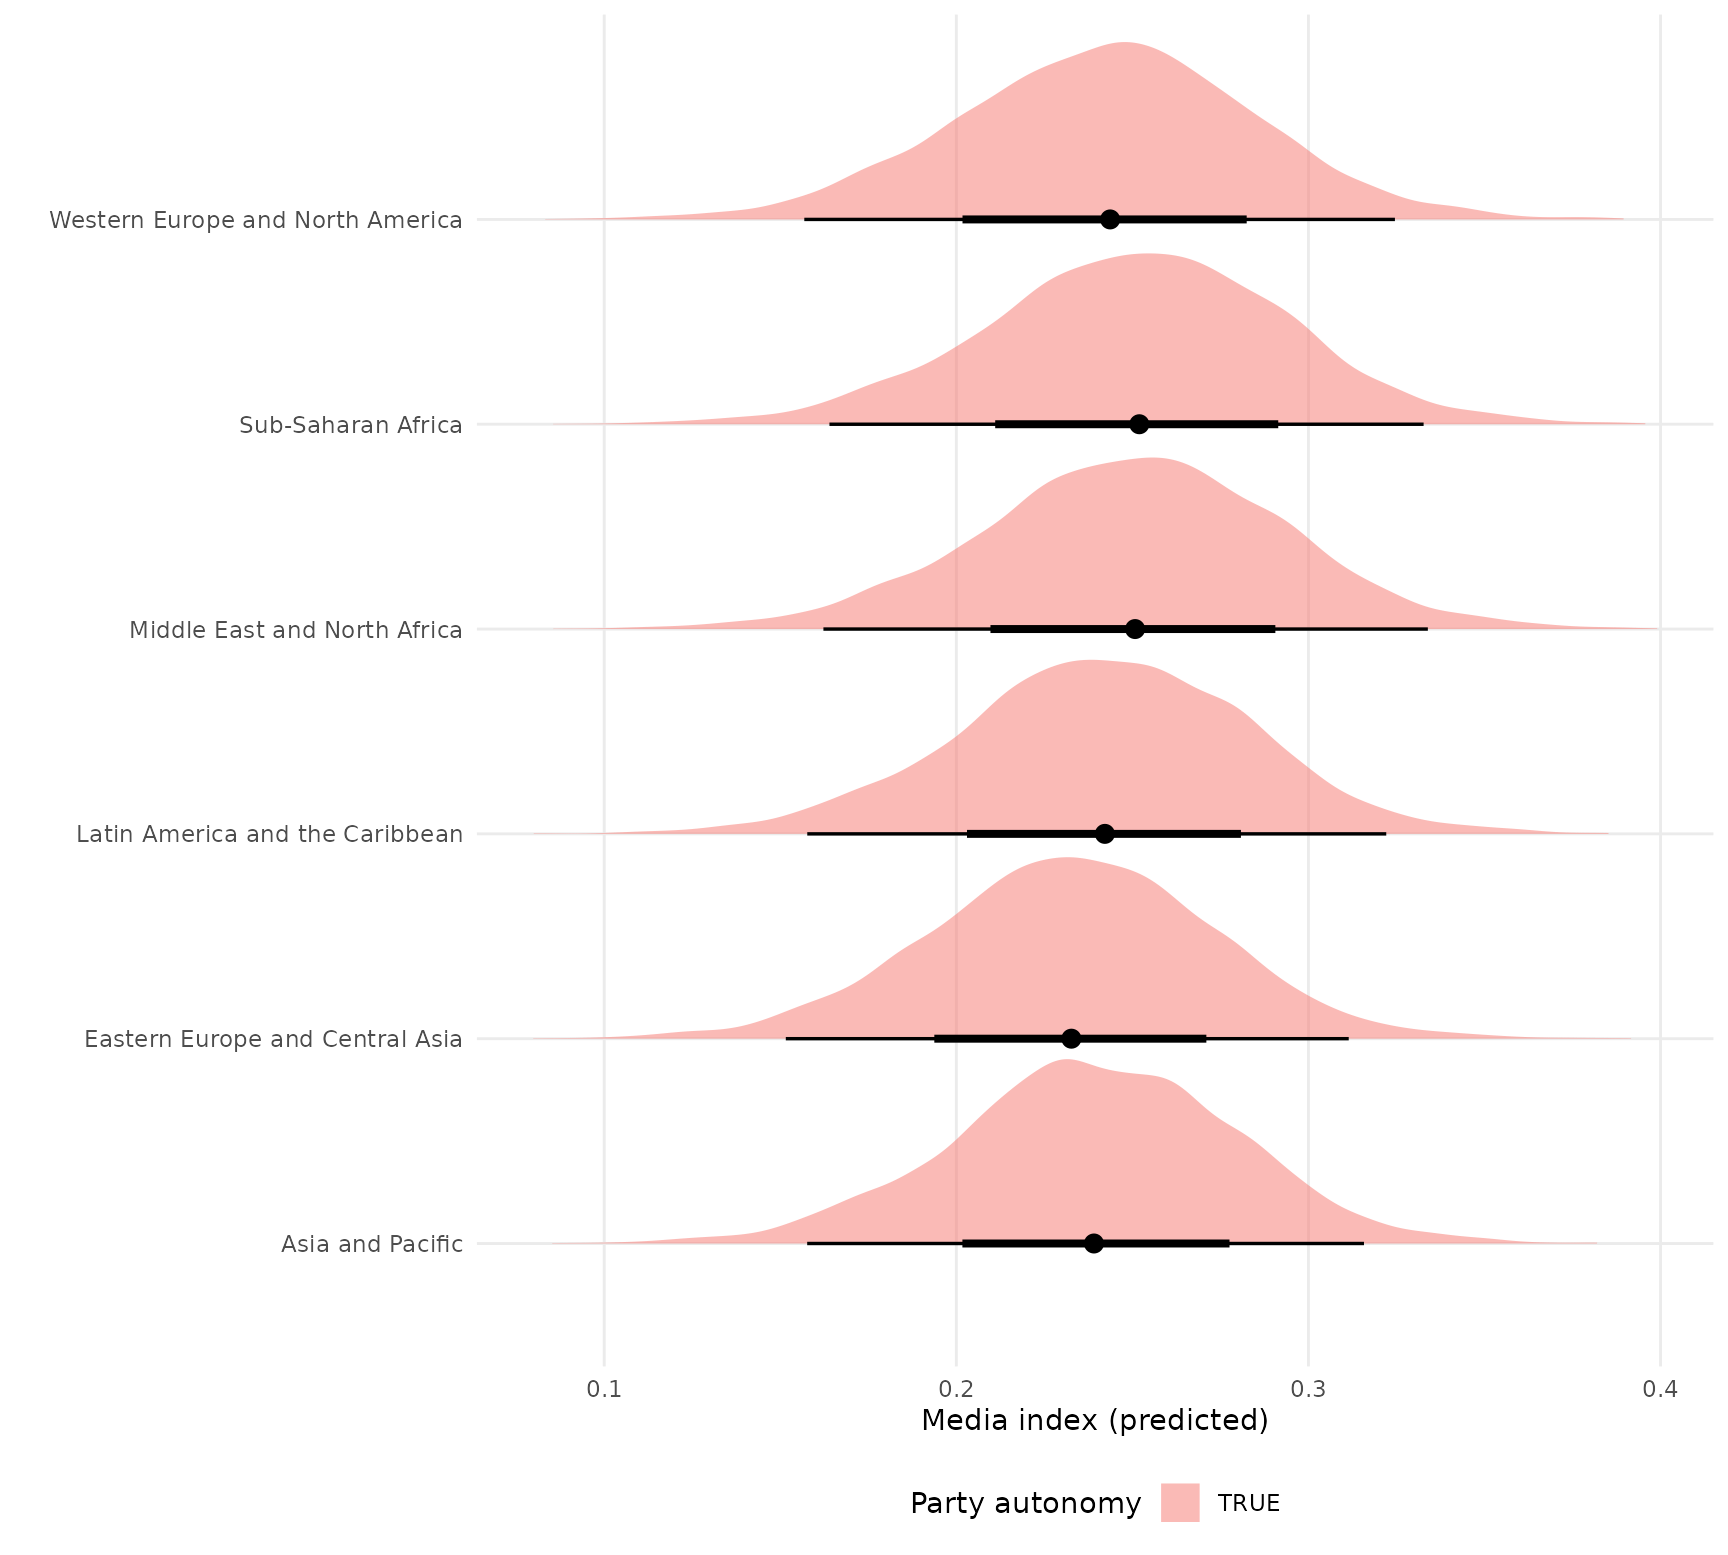 Western Europe and North America
Sub-Saharan Africa
Middle East and North Africa
Latin America and the Caribbean
Eastern Europe and Central Asia
Asia and Pacific
0.1 0.2 0.3 0.4
Media index (predicted)
Party autonomy TRUE